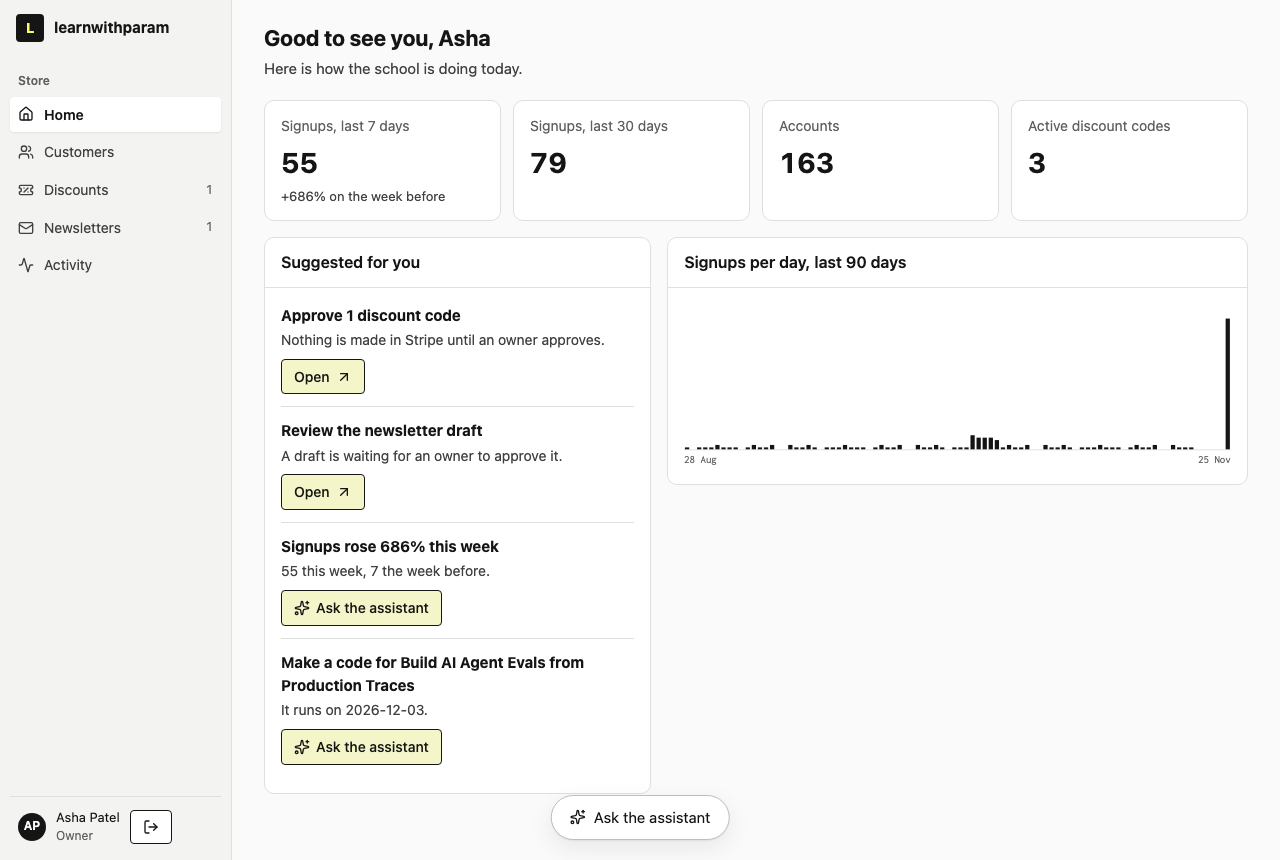 L learnwithparam
Store
Home
Customers
Discounts 1
Newsletters 1
Activity
AP Asha Patel
Owner
Good to see you, Asha
Here is how the school is doing today.
Signups, last 7 days
55
+686% on the week before
Signups, last 30 days
79
Accounts
163
Active discount codes
3
Suggested for you
Approve 1 discount code
Nothing is made in Stripe until an owner approves.
Open
Review the newsletter draft
A draft is waiting for an owner to approve it.
Open
Signups rose 686% this week
55 this week, 7 the week before.
Ask the assistant
Make a code for Build AI Agent Evals from
Production Traces
It runs on 2026-12-03.
Ask the assistant
Signups per day, last 90 days
28 Aug 25 Nov
Ask the assistant